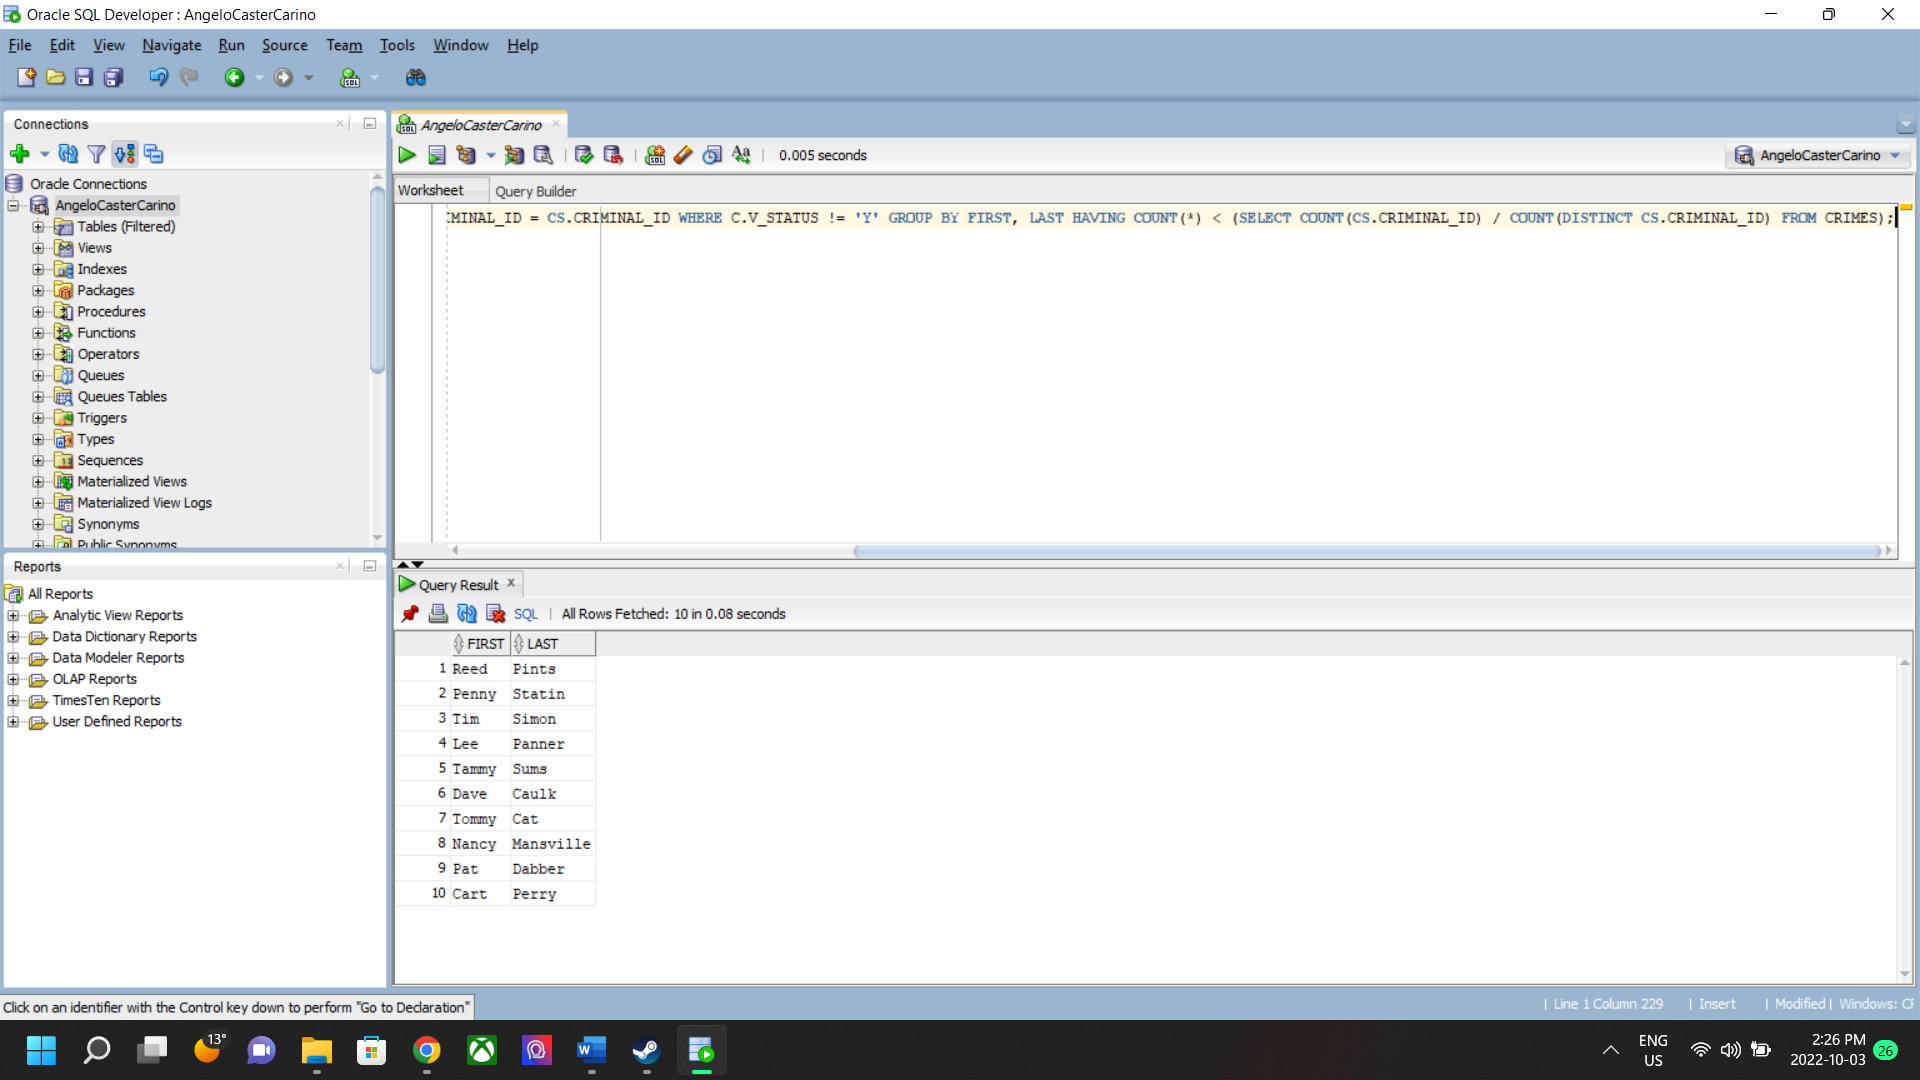 Oracle SQL Developer : AngeloCasterCarino
File Edit View Navigate Run Source Team Tools Window Help
SQL
Connections
Oracle Connections
AngeloCasterCarino
Tables (Filtered)
Views
Indexes
Packages
Procedures
Functions
Operators
Queues
Queues Tables
Triggers
Types
Sequences
Materialized Views
Materialized View Logs
Synonyms
Public Synonyms
Reports
All Reports
Analytic View Reports
Data Dictionary Reports
Data Modeler Reports
OLAP Reports
TimesTen Reports
User Defined Reports
AngeloCasterCarino
0.005 seconds
AngeloCasterCarino
Worksheet Query Builder
IMINAL_ID = CS.CRIMINAL_ID WHERE C.V_STATUS != 'Y' GROUP BY FIRST, LAST HAVING COUNT(*) < (SELECT COUNT(CS.CRIMINAL_ID) / COUNT(DISTINCT CS.CRIMINAL_ID) FROM CRIMES);
Query Result
SQL | All Rows Fetched: 10 in 0.08 seconds
FIRST LAST
1 Reed Pints
2 Penny Statin
3 Tim Simon
4 Lee Panner
5 Tammy Sums
6 Dave Caulk
7 Tommy Cat
8 Nancy Mansville
9 Pat Dabber
10 Cart Perry
Click on an identifier with the Control key down to perform "Go to Declaration"
| Line 1 Column 229 | Insert | Modified | Windows: CF
13°
ENG
US
2:26 PM
2022-10-03
26